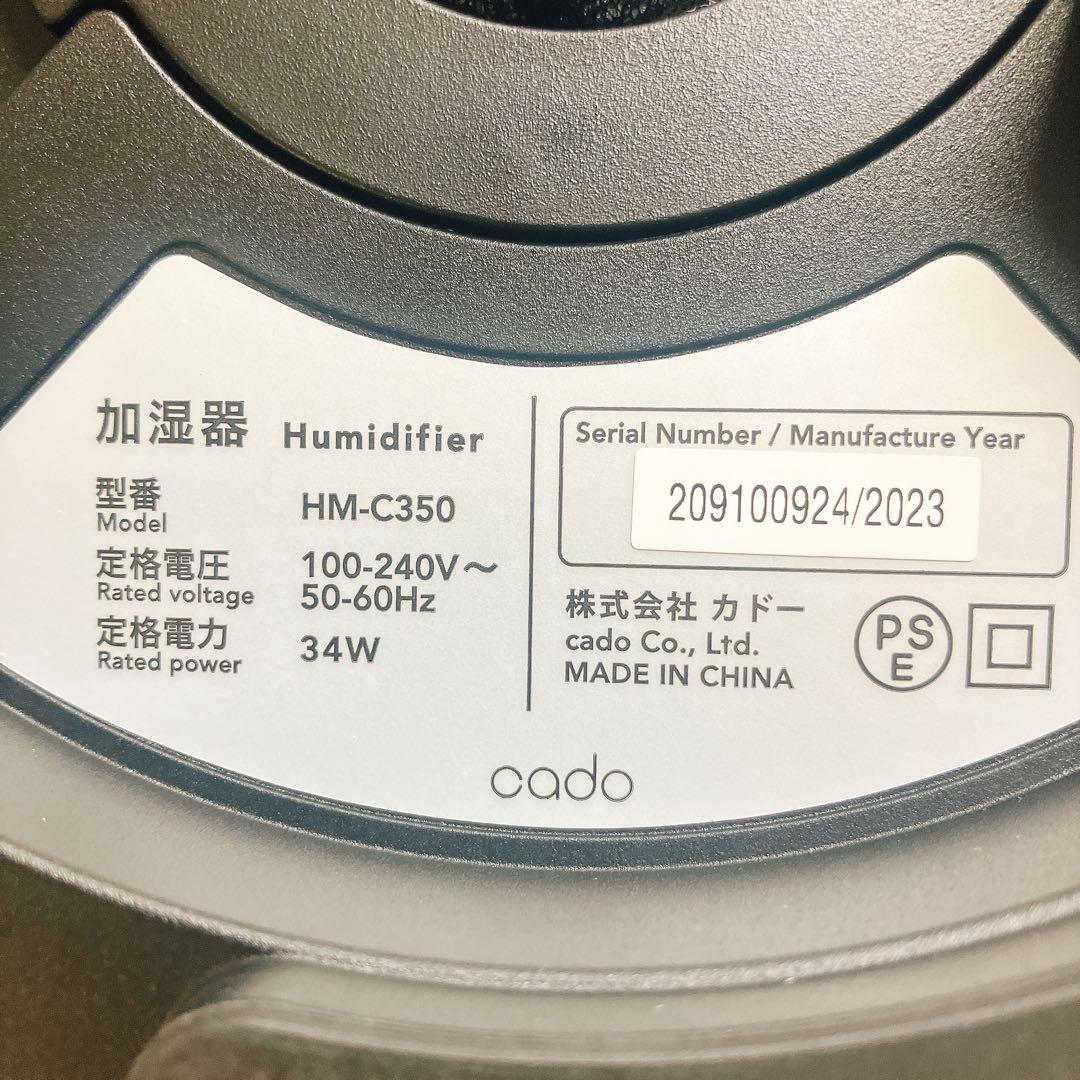 加湿器 Humidifier
型番 HM-C350
Model
定格電圧 100-240V～
Rated voltage 50-60Hz
定格電力 34W
Rated power
Serial Number / Manufacture Year
209100924/2023
株式会社 カドー
cado Co., Ltd.
MADE IN CHINA
PS
E
cado